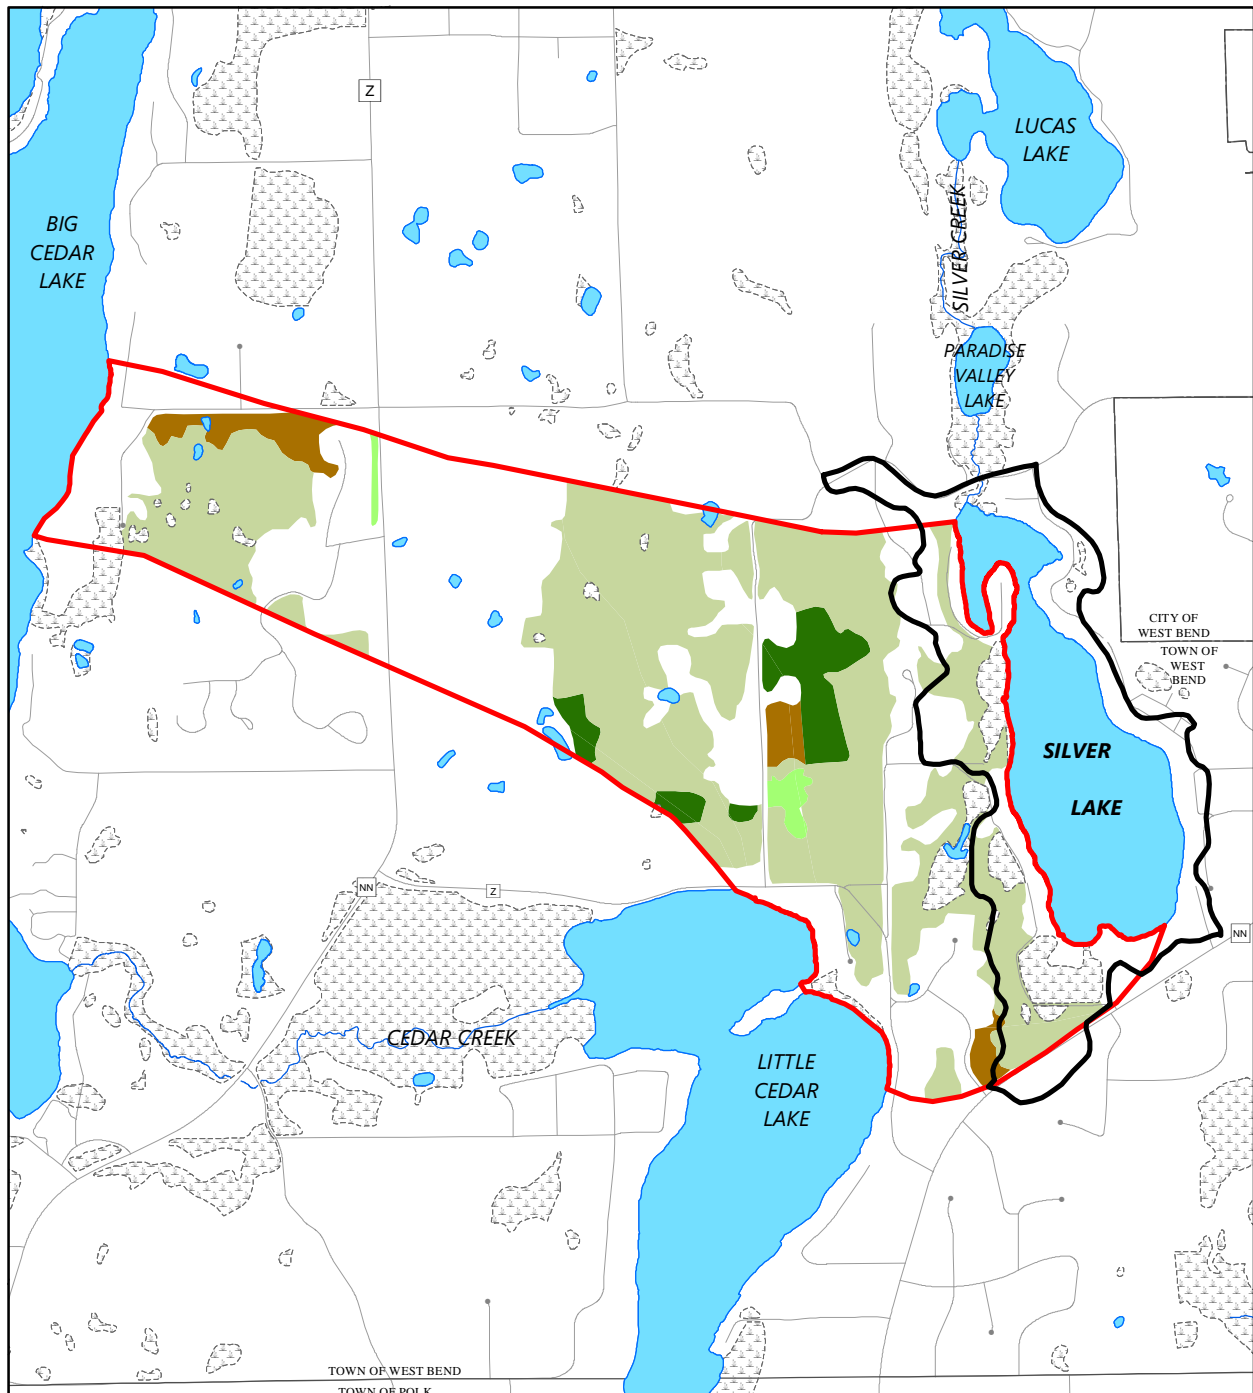 Z
LUCAS
LAKE
BIG
CEDAR
LAKE
SILVER CREEK
PARADISE
VALLEY
LAKE
CITY OF
WEST BEND
TOWN OF
WEST
BEND
SILVER
LAKE
NN
Z
NN
CEDAR CREEK
LITTLE
CEDAR
LAKE
TOWN OF WEST BEND
TOWN OF POLK